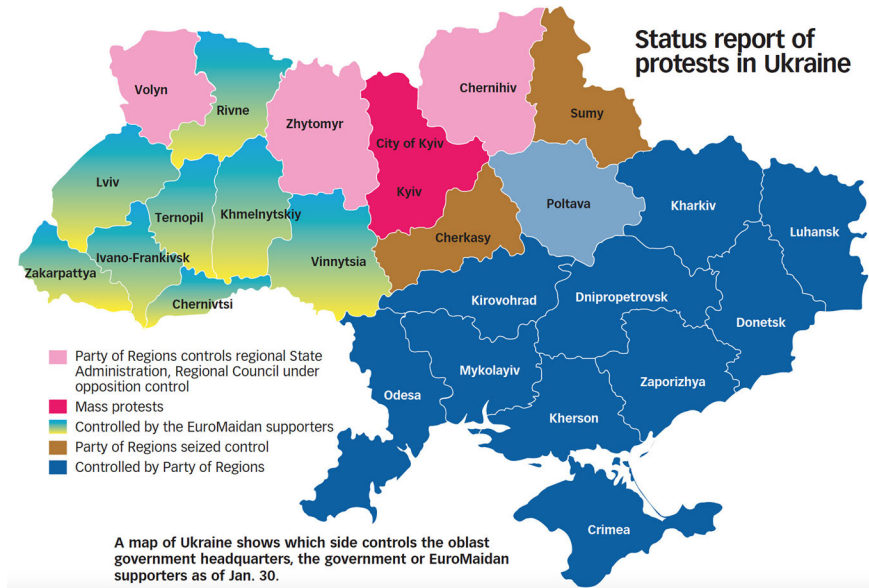 Status report of
protests in Ukraine
Volyn
Rivne
Zhytomyr
Chernihiv
Sumy
City of Kyiv
Kyiv
Lviv
Ternopil
Khmelnytskiy
Poltava
Kharkiv
Luhansk
Cherkasy
Ivano-Frankivsk
Zakarpattya
Vinnytsia
Chernivtsi
Kirovohrad
Dnipropetrovsk
Donetsk
Mykolayiv
Zaporizhya
Odesa
Kherson
Crimea
Party of Regions controls regional State
Administration, Regional Council under
opposition control
Mass protests
Controlled by the EuroMaidan supporters
Party of Regions seized control
Controlled by Party of Regions
A map of Ukraine shows which side controls the oblast
government headquarters, the government or EuroMaidan
supporters as of Jan. 30.